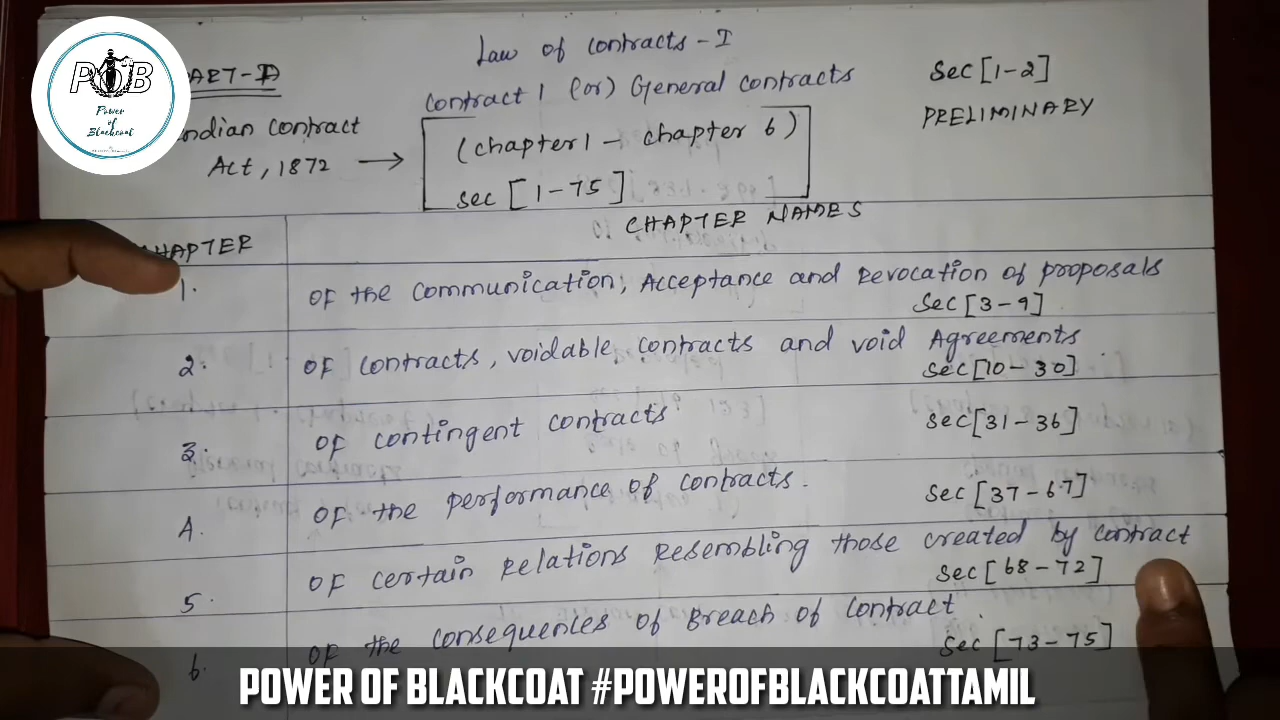 POB
Power
of
Blackcoat
ART-I
Law of contracts - I
contract 1 (or) General contracts
Sec [1-2]
PRELIMINARY
Indian contract
Act, 1872 →
(chapter 1 - chapter 6)
sec [1-75]
CHAPTER
CHAPTER NAMES
1.
OF the communication, Acceptance and Revocation of proposals
Sec [3-9]
2.
OF contracts, voidable contracts and void Agreements
Sec [10-30]
3.
OF contingent contracts
Sec [31-36]
4.
OF the performance of contracts.
Sec [37-67]
5.
OF certain Relations Resembling those created by contract
Sec [68-72]
6.
OF the consequences of Breach of contract.
Sec [73-75]
POWER OF BLACKCOAT #POWEROFBLACKCOATTAMIL